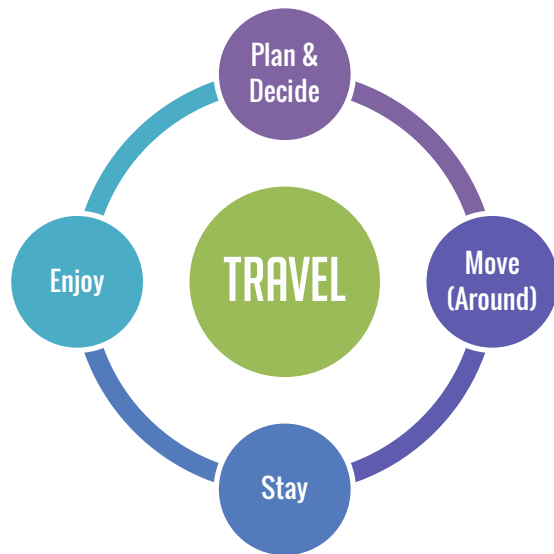 Plan &
Decide
Enjoy
TRAVEL
Move
(Around)
Stay